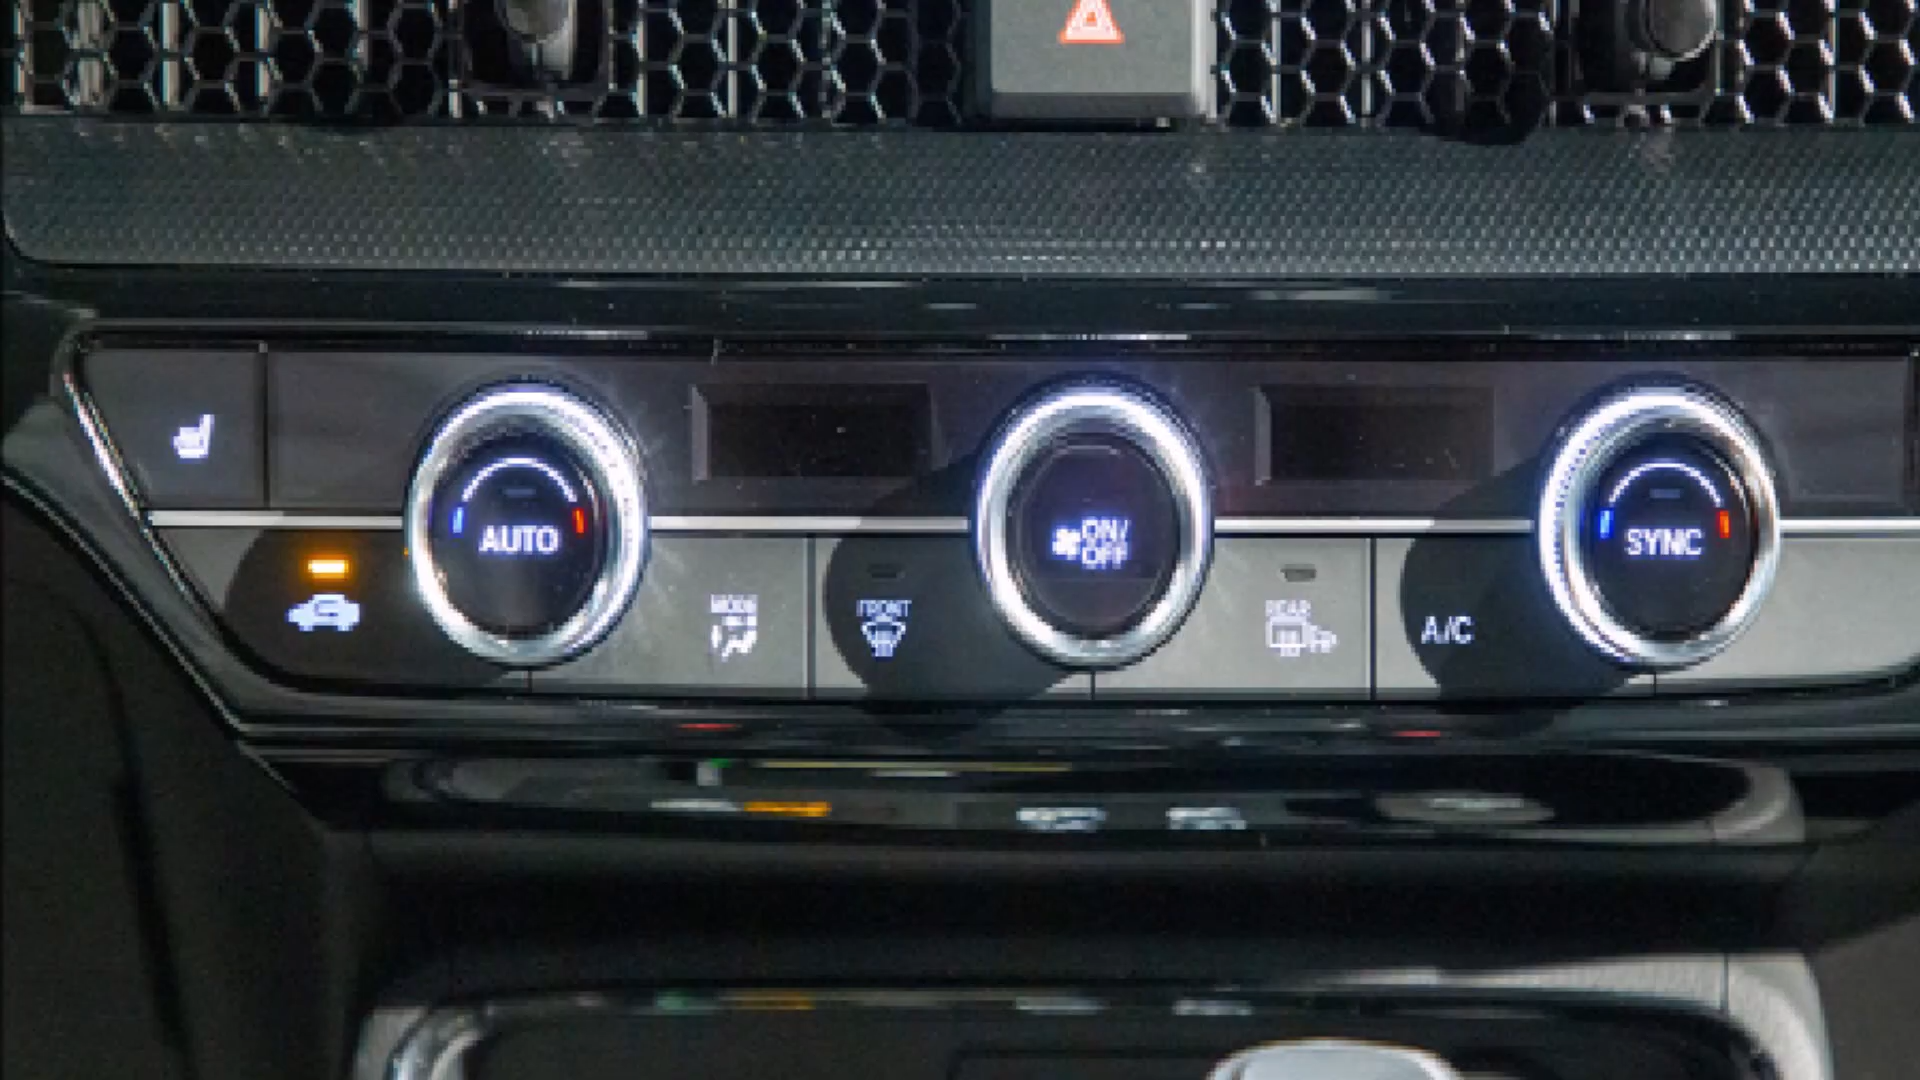 AUTO
ON/
OFF
SYNC
MODE
FRONT
REAR
A/C